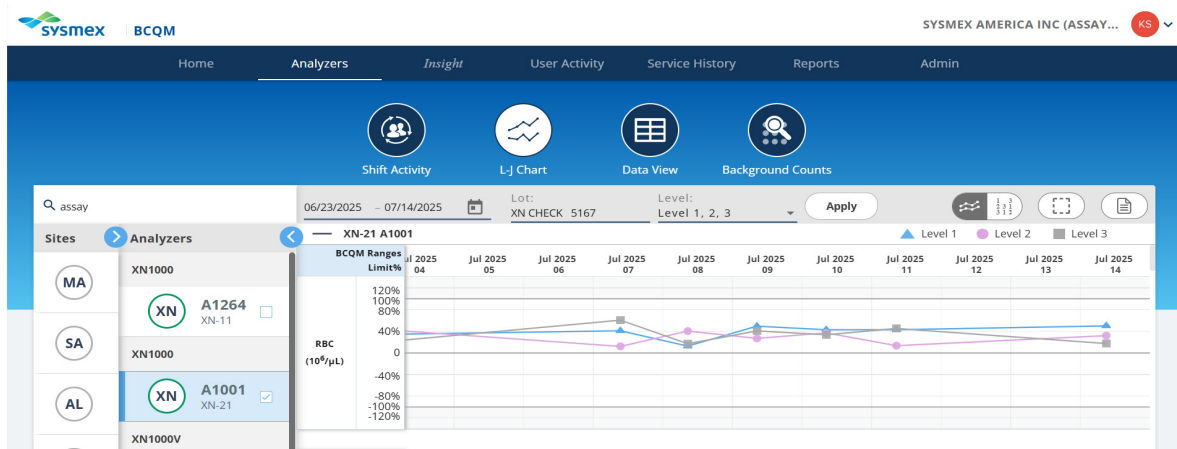 sysmex BCQM SYSMEX AMERICA INC (ASSAY... KS
Home Analyzers Insight User Activity Service History Reports Admin
Shift Activity L-J Chart Data View Background Counts
assay
06/23/2025 – 07/14/2025
Lot:
XN CHECK 5167
Level:
Level 1, 2, 3
Apply
Sites
Analyzers
XN-21 A1001
Level 1 Level 2 Level 3
MA
SA
AL
XN1000
XN A1264
XN-11
XN1000
XN A1001
XN-21
XN1000V
BCQM Ranges
Limit%
ul 2025
04
Jul 2025
05
Jul 2025
06
Jul 2025
07
Jul 2025
08
Jul 2025
09
Jul 2025
10
Jul 2025
11
Jul 2025
12
Jul 2025
13
Jul 2025
14
RBC
(10⁶/μL)
120%
100%
80%
40%
0
-40%
-80%
-100%
-120%